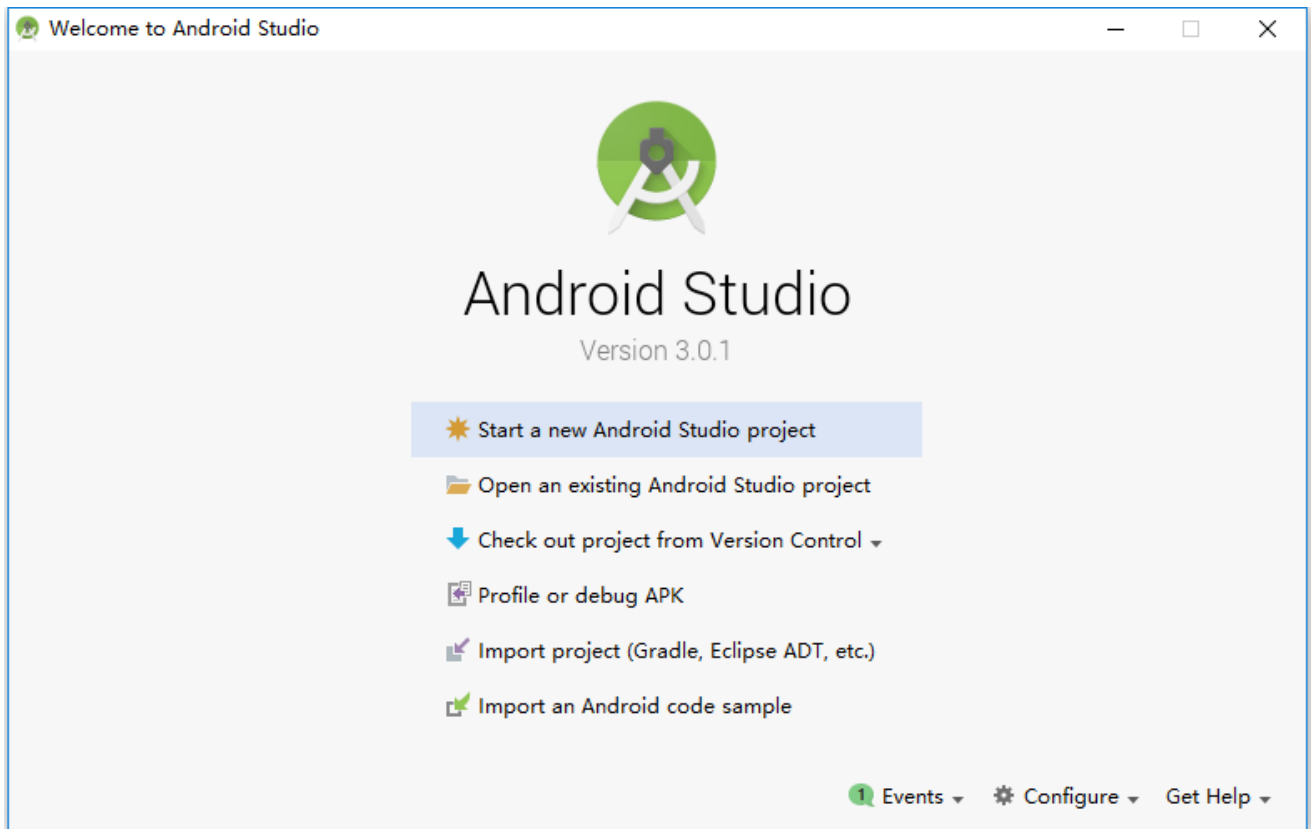 Welcome to Android Studio
Android Studio
Version 3.0.1
Start a new Android Studio project
Open an existing Android Studio project
Check out project from Version Control
Profile or debug APK
Import project (Gradle, Eclipse ADT, etc.)
Import an Android code sample
1 Events Configure Get Help